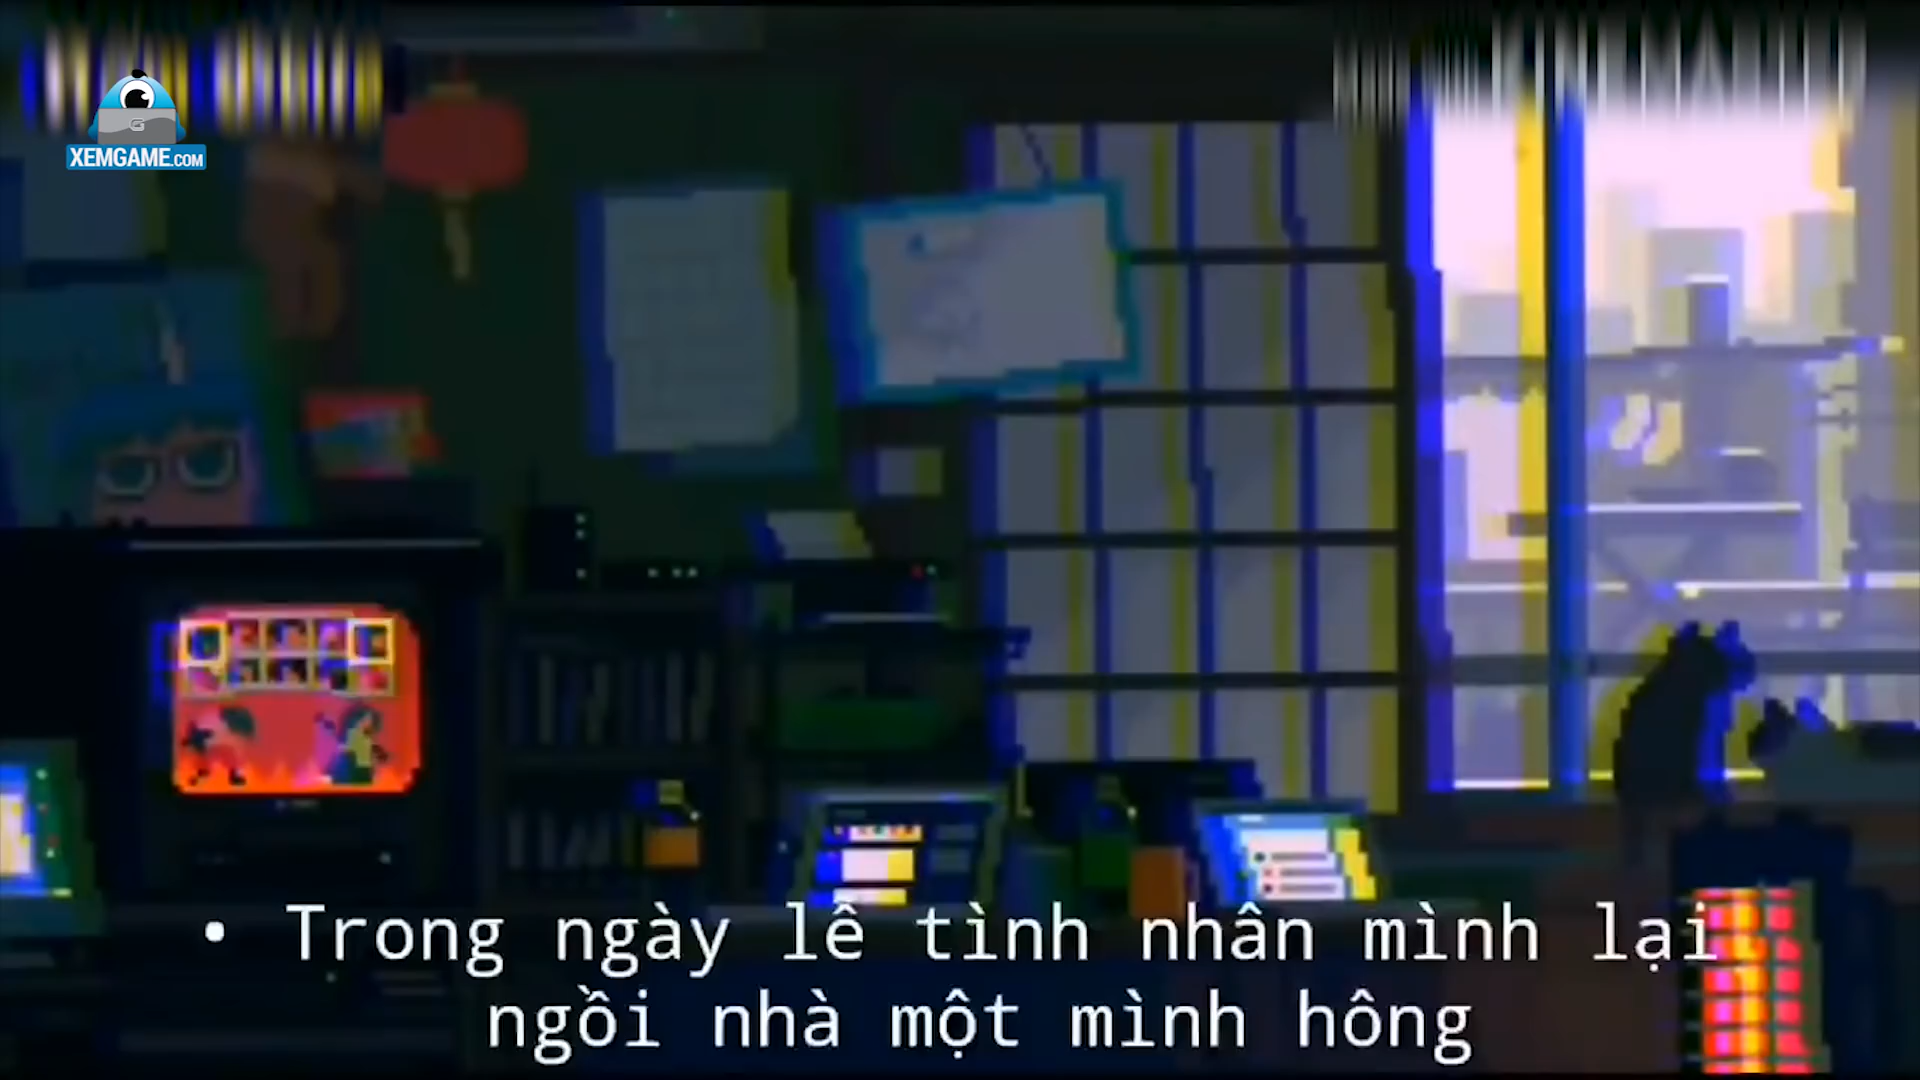 XEMGAME.COM
• Trong ngày lễ tình nhân mình lại
ngồi nhà một mình hông